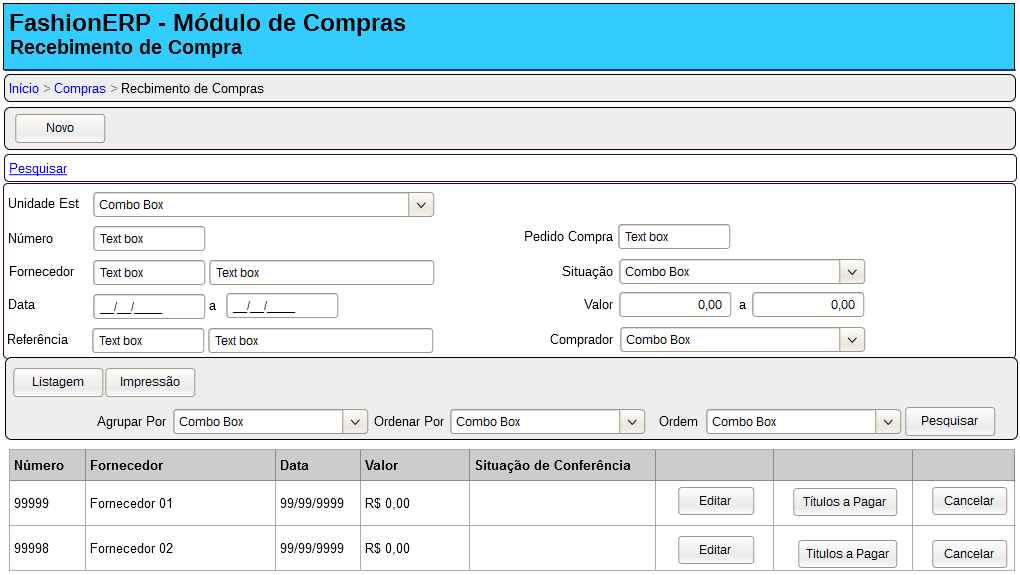 FashionERP - Módulo de Compras
Recebimento de Compra
Início > Compras > Recbimento de Compras
Novo
Pesquisar
Unidade Est Combo Box
Número Text box Pedido Compra Text box
Fornecedor Text box Text box Situação Combo Box
Data __/__/____ a __/__/____ Valor 0,00 a 0,00
Referência Text box Text box Comprador Combo Box
Listagem Impressão
Agrupar Por Combo Box Ordenar Por Combo Box Ordem Combo Box Pesquisar
Número Fornecedor Data Valor Situação de Conferência
99999 Fornecedor 01 99/99/9999 R$ 0,00 Editar Títulos a Pagar Cancelar
99998 Fornecedor 02 99/99/9999 R$ 0,00 Editar Titulos a Pagar Cancelar